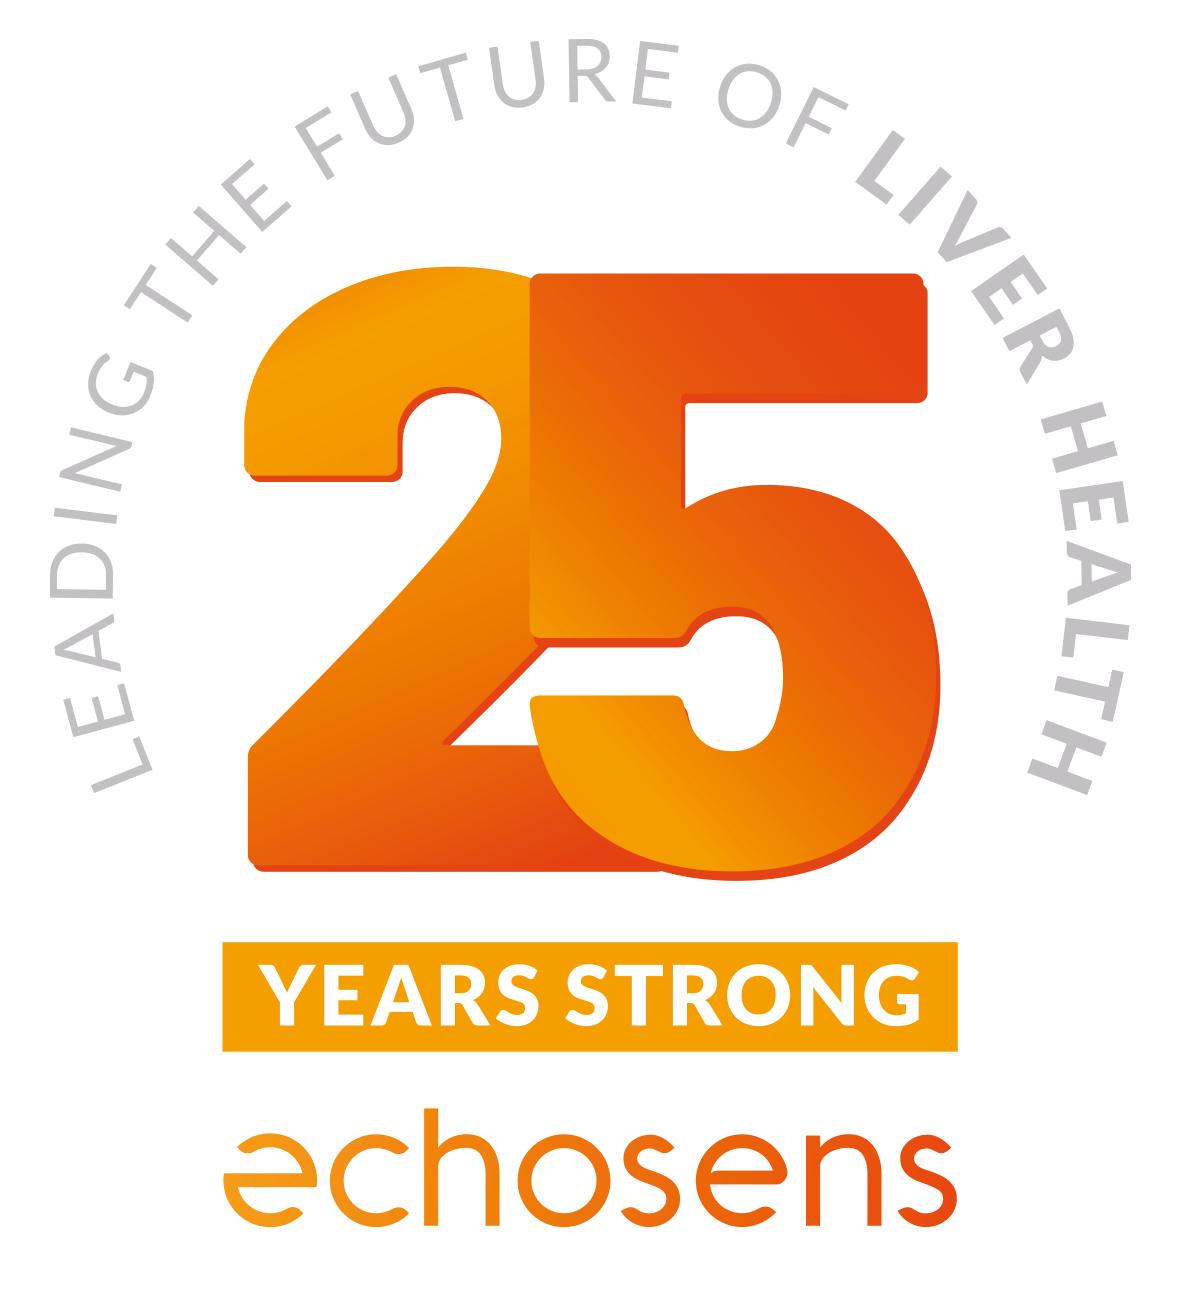 LEADING THE FUTURE OF LIVER HEALTH
25
YEARS STRONG
echosens